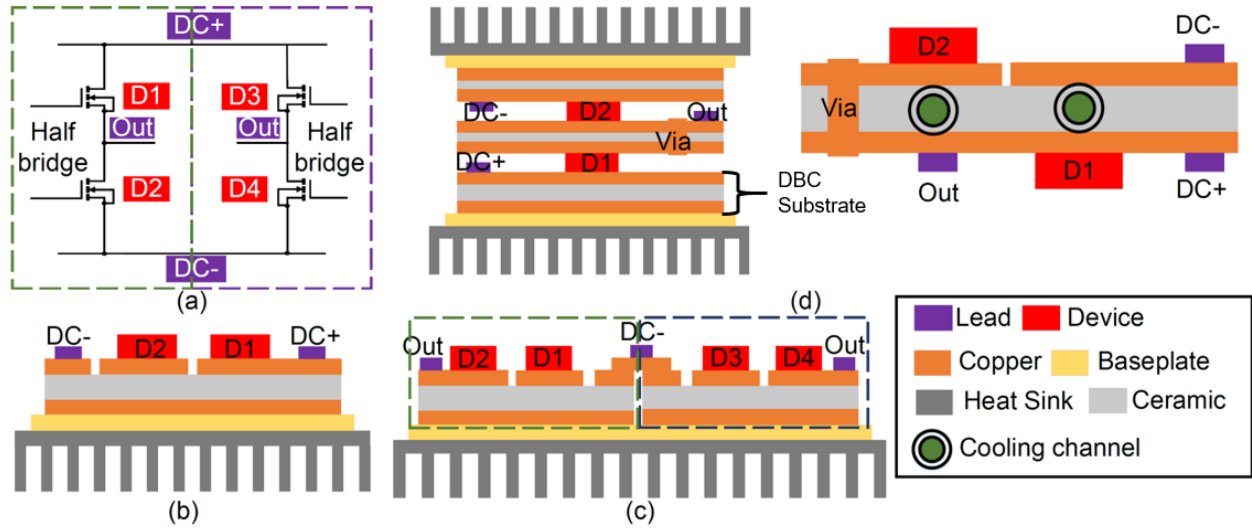 DC+
D1
D3
Out
Out
Half
bridge
Half
bridge
D2
D4
DC-
(a)
DC-
D2
Out
Via
DC+
D1
DBC
Substrate
D2
DC-
Via
Out
D1
DC+
(d)
DC-
D2
D1
DC+
(b)
Out
D2
D1
DC-
D3
D4
Out
(c)
Lead
Device
Copper
Baseplate
Heat Sink
Ceramic
Cooling channel